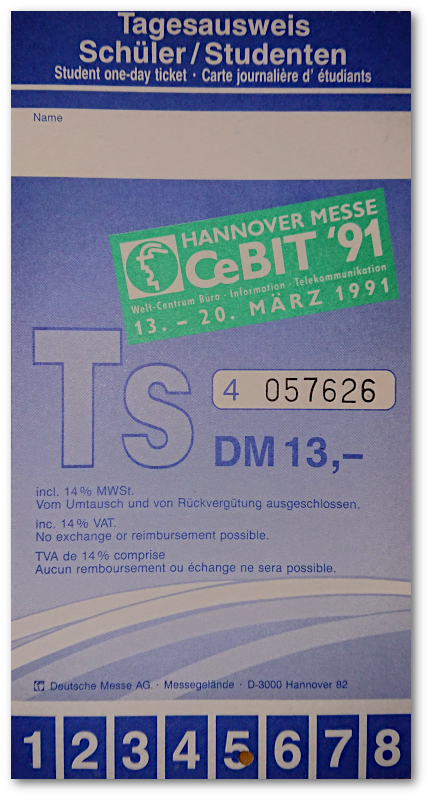 Tagesausweis
Schüler/Studenten
Student one-day ticket · Carte journalière d' étudiants
Name
HANNOVER MESSE
CeBIT '91
Welt-Centrum Büro · Information · Telekommunikation
13. – 20. MÄRZ 1991
Ts
4 057626
DM 13,–
incl. 14% MWSt.
Vom Umtausch und von Rückvergütung ausgeschlossen.
inc. 14% VAT.
No exchange or reimbursement possible.
TVA de 14% comprise
Aucun remboursement ou échange ne sera possible.
Deutsche Messe AG. · Messegelände · D-3000 Hannover 82
1 2 3 4 5 6 7 8